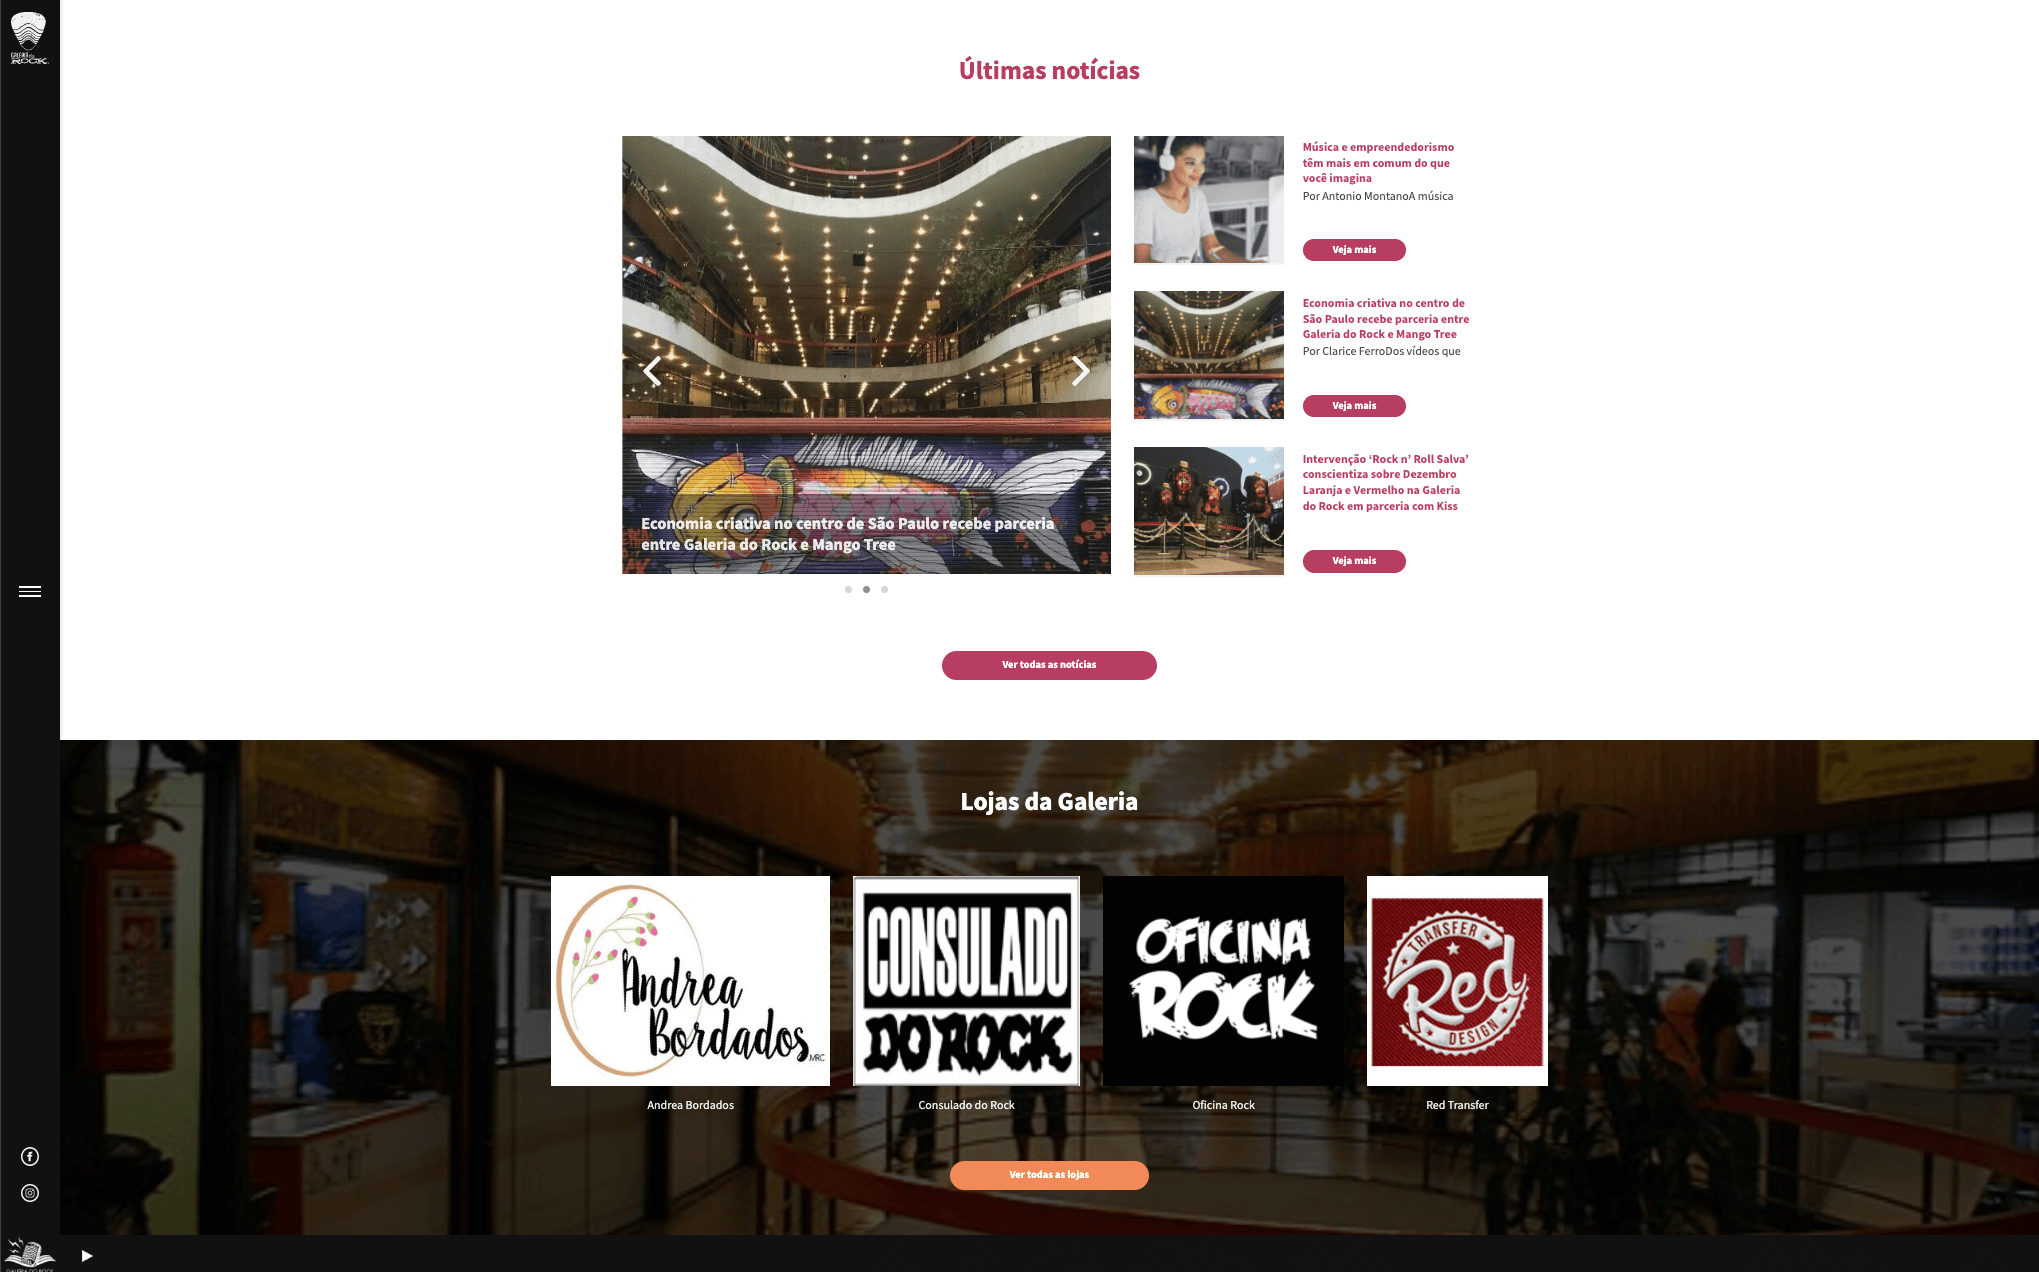 GALERIA do
ROCK
Últimas notícias
Economia criativa no centro de São Paulo recebe parceria
entre Galeria do Rock e Mango Tree
Música e empreendedorismo
têm mais em comum do que
você imagina
Por Antonio MontanoA música
Veja mais
Economia criativa no centro de
São Paulo recebe parceria entre
Galeria do Rock e Mango Tree
Por Clarice FerroDos vídeos que
Veja mais
Intervenção ‘Rock n’ Roll Salva’
conscientiza sobre Dezembro
Laranja e Vermelho na Galeria
do Rock em parceria com Kiss
Veja mais
Ver todas as notícias
Lojas da Galeria
Andrea
Bordados
MRC
CONSULADO
DO ROCK
OFICINA
ROCK
TRANSFER
Red
DESIGN
Andrea Bordados
Consulado do Rock
Oficina Rock
Red Transfer
Ver todas as lojas
GALERIA DO ROCK